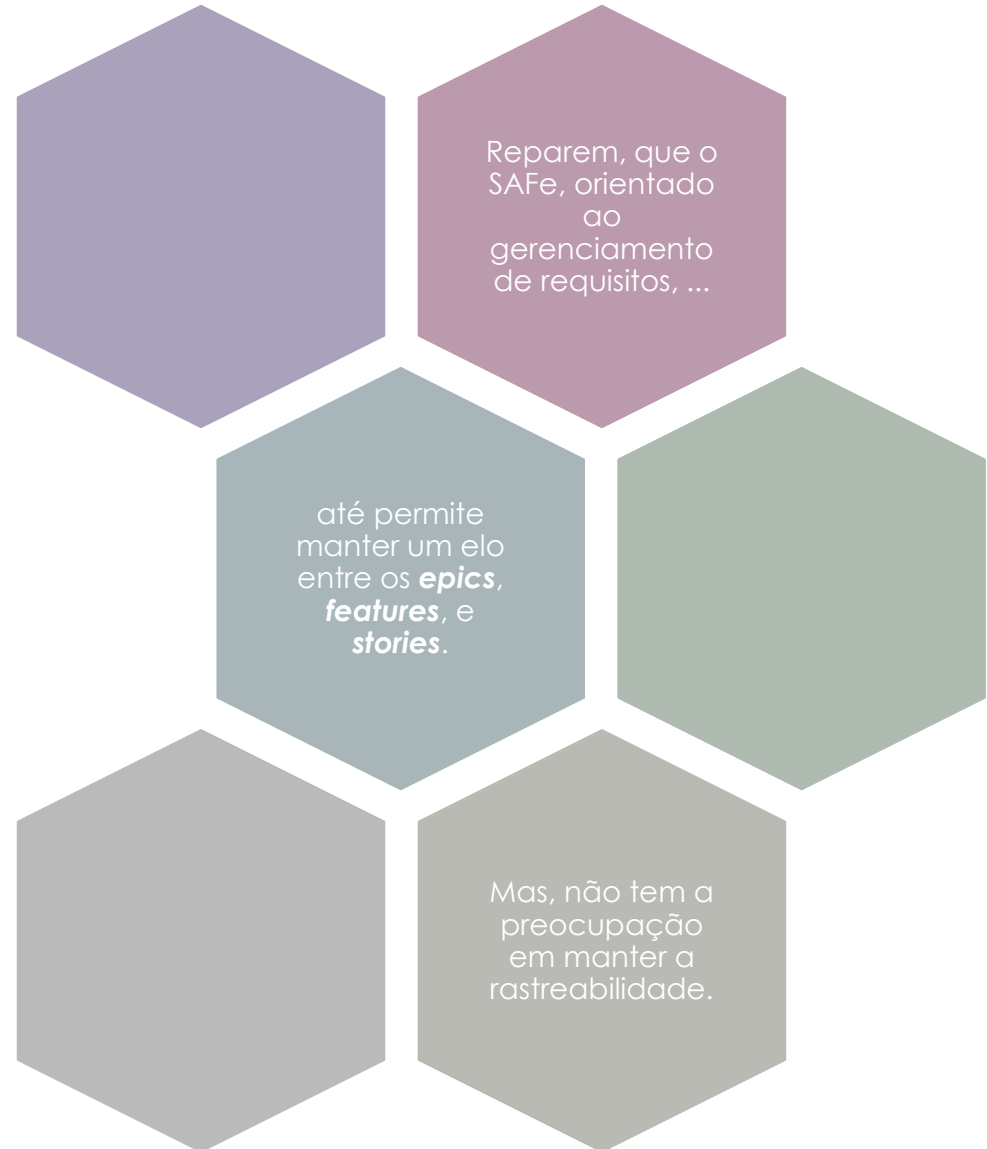 Reparem, que o
SAFe, orientado
ao
gerenciamento
de requisitos, ...
até permite
manter um elo
entre os epics,
features, e
stories.
Mas, não tem a
preocupação
em manter a
rastreabilidade.